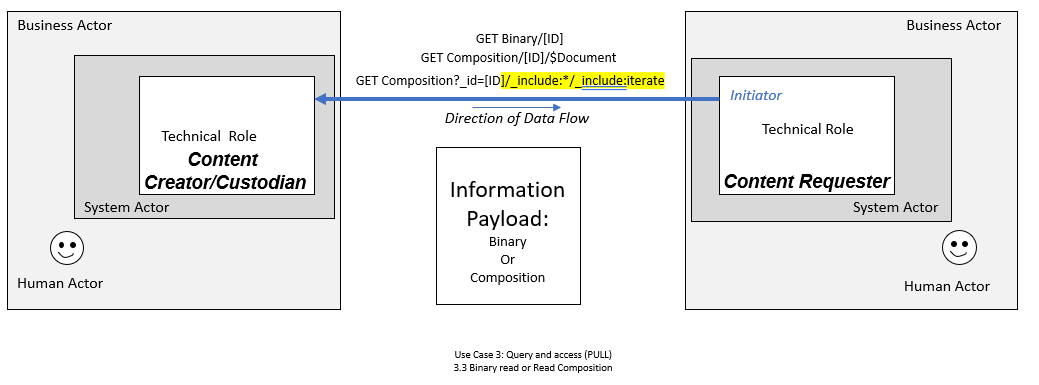 Business Actor
Technical  Role
Content
Creator/Custodian
System Actor
Human Actor
GET Binary/[ID]
GET Composition/[ID]/$Document
GET Composition?_id=[ID]/_include:*/_include:iterate
Direction of Data Flow
Information
Payload:
Binary
Or
Composition
Business Actor
Initiator
Technical Role
Content Requester
System Actor
Human Actor
Use Case 3: Query and access (PULL)
3.3 Binary read or Read Composition